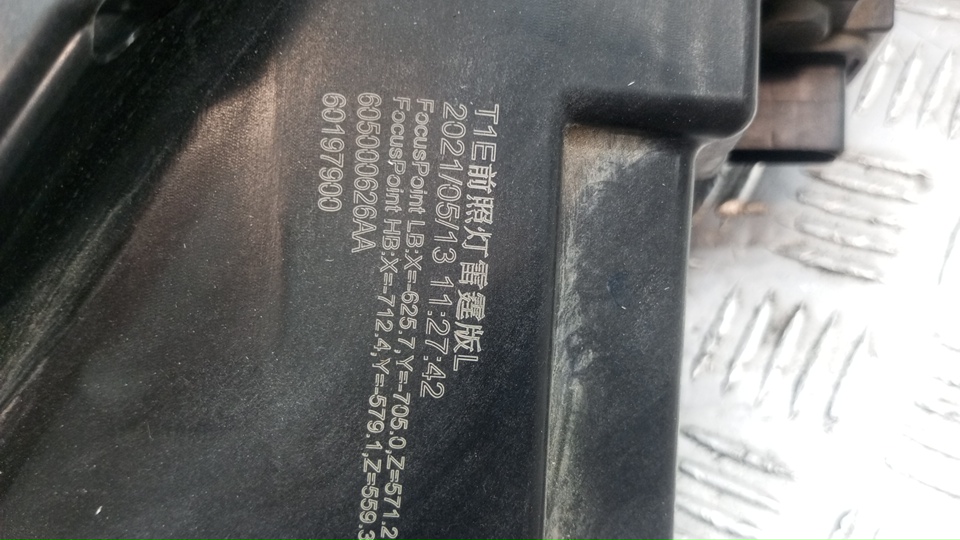 T1E前照灯雷霆版L
2021/05/13 11:27:42
FocusPoint LB:X=-625.7,Y=-705.0,Z=571.2
FocusPoint HB:X=-712.4,Y=-579.1,Z=559.3
605000626AA
60197900